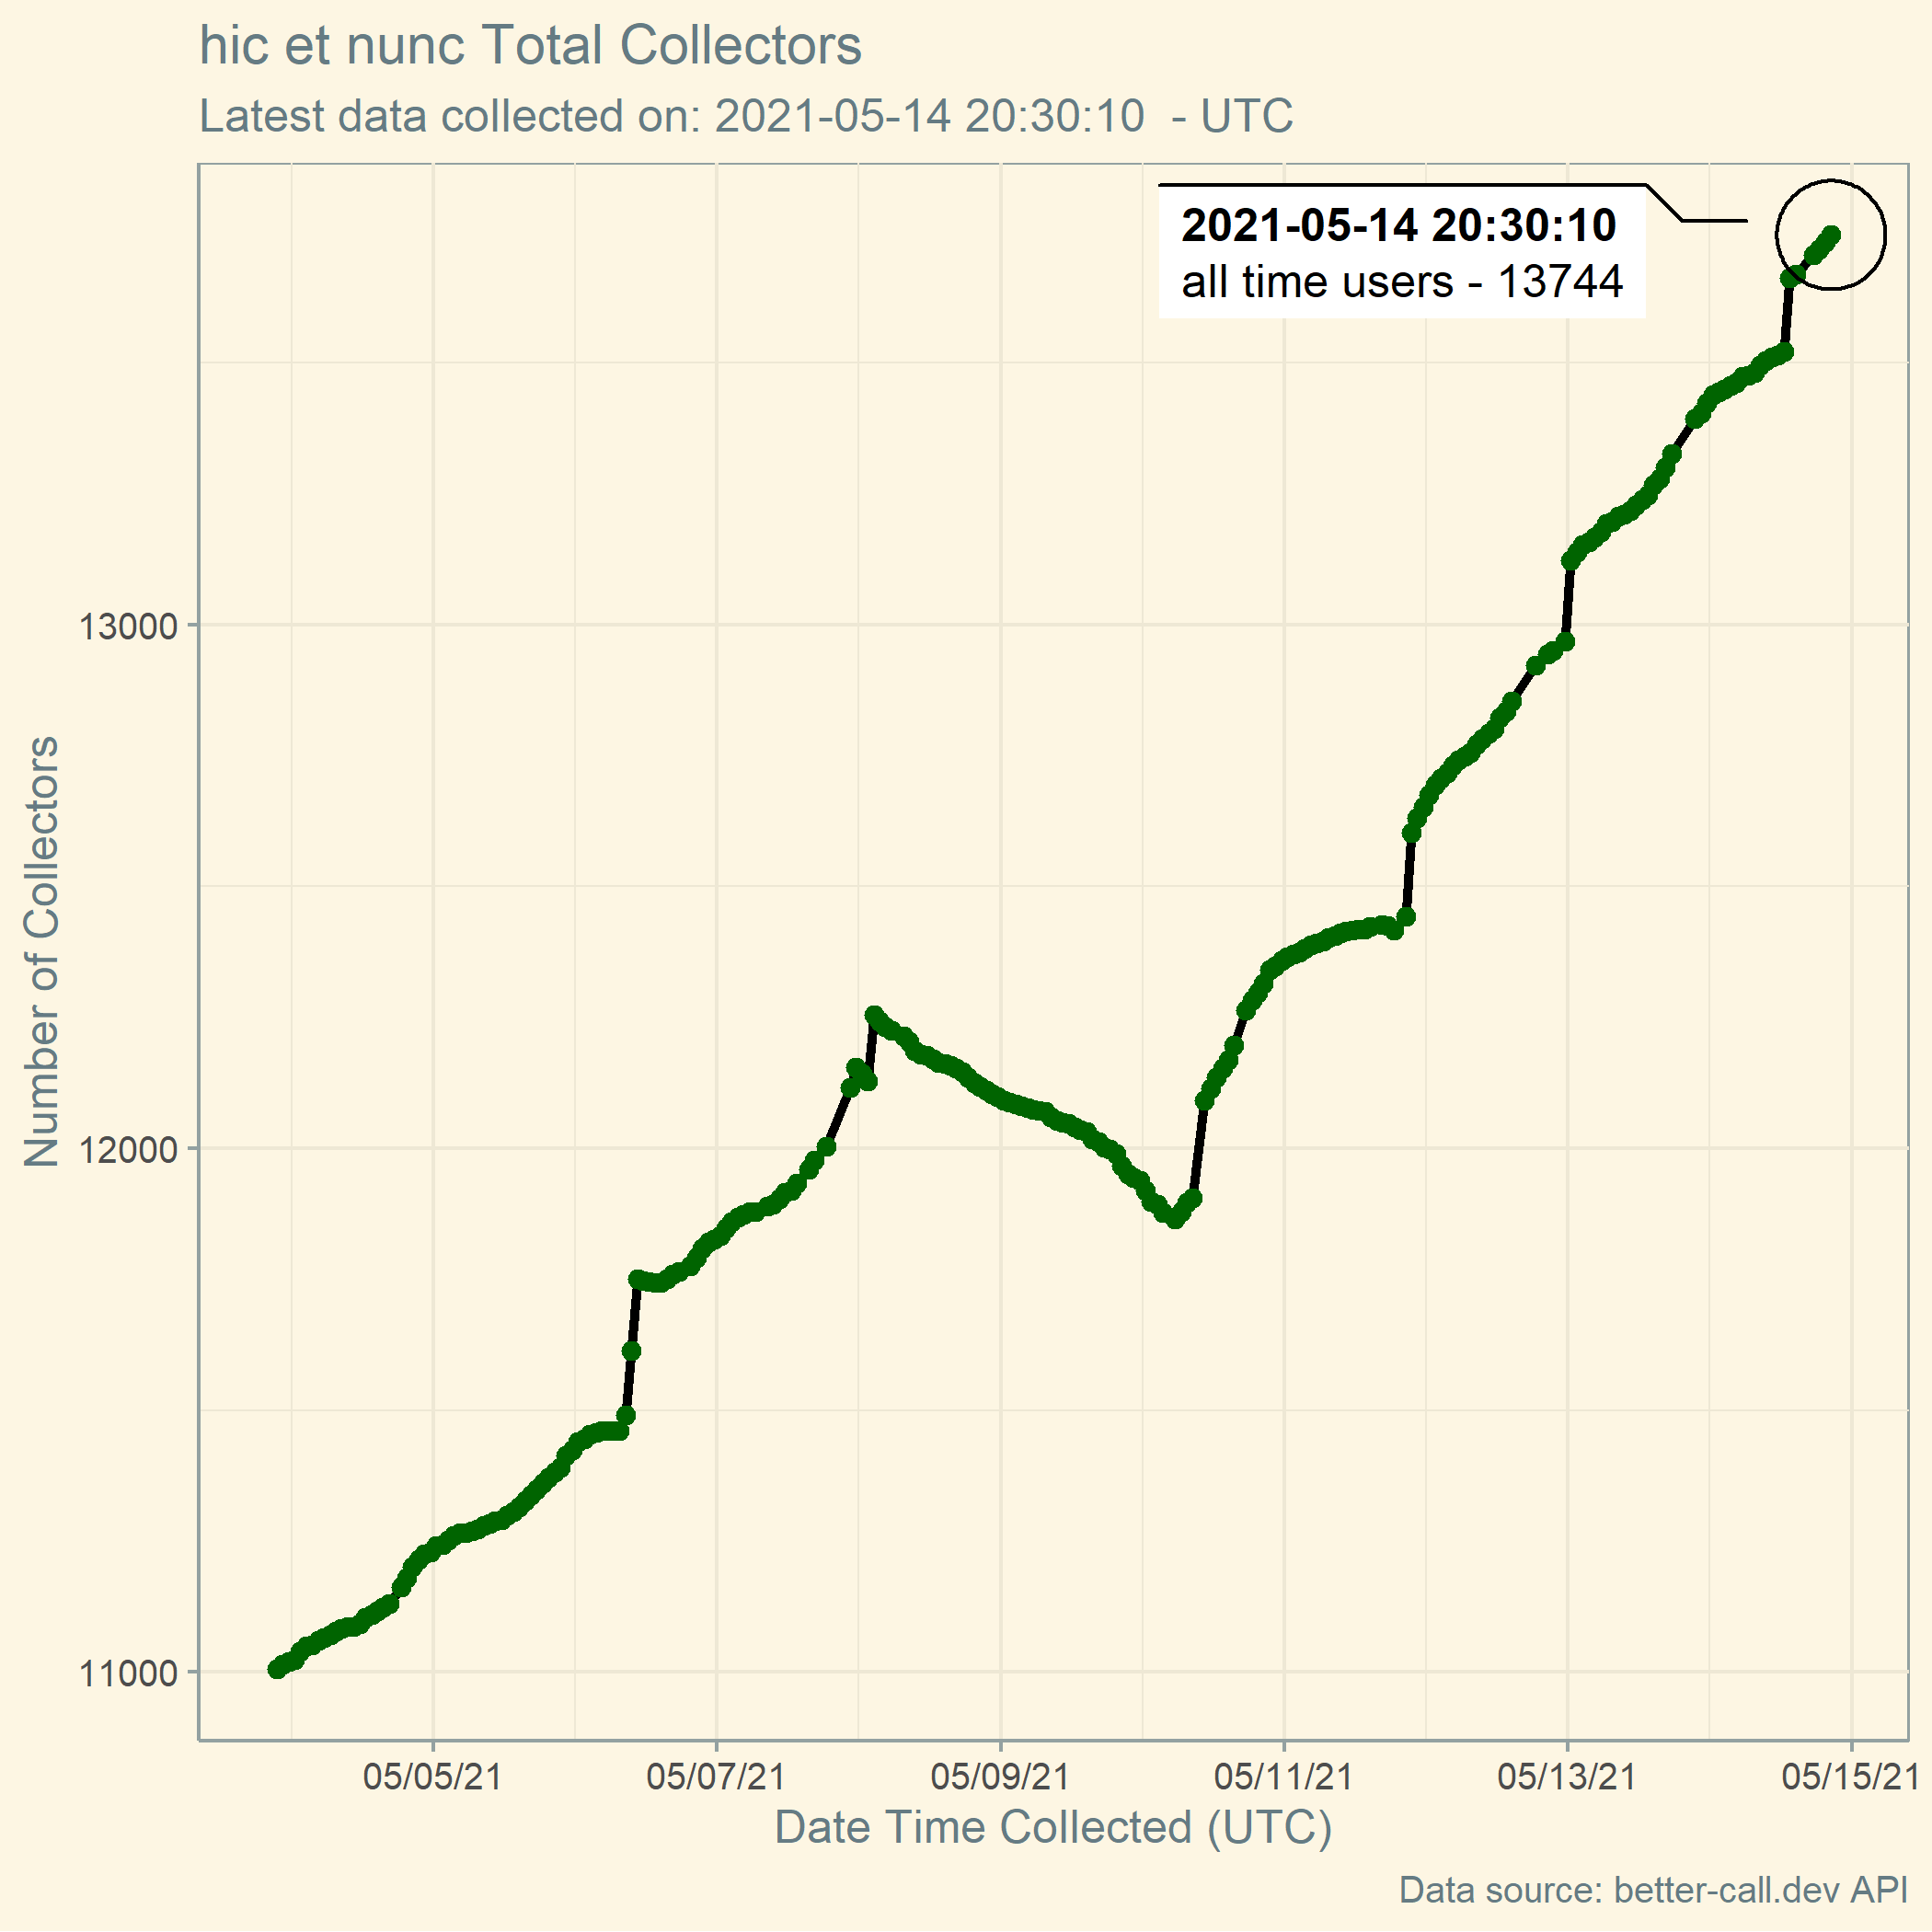 hic et nunc Total Collectors
Latest data collected on: 2021-05-14 20:30:10  - UTC
2021-05-14 20:30:10
all time users - 13744
Number of Collectors
13000
12000
11000
05/05/21
05/07/21
05/09/21
05/11/21
05/13/21
05/15/21
Date Time Collected (UTC)
Data source: better-call.dev API